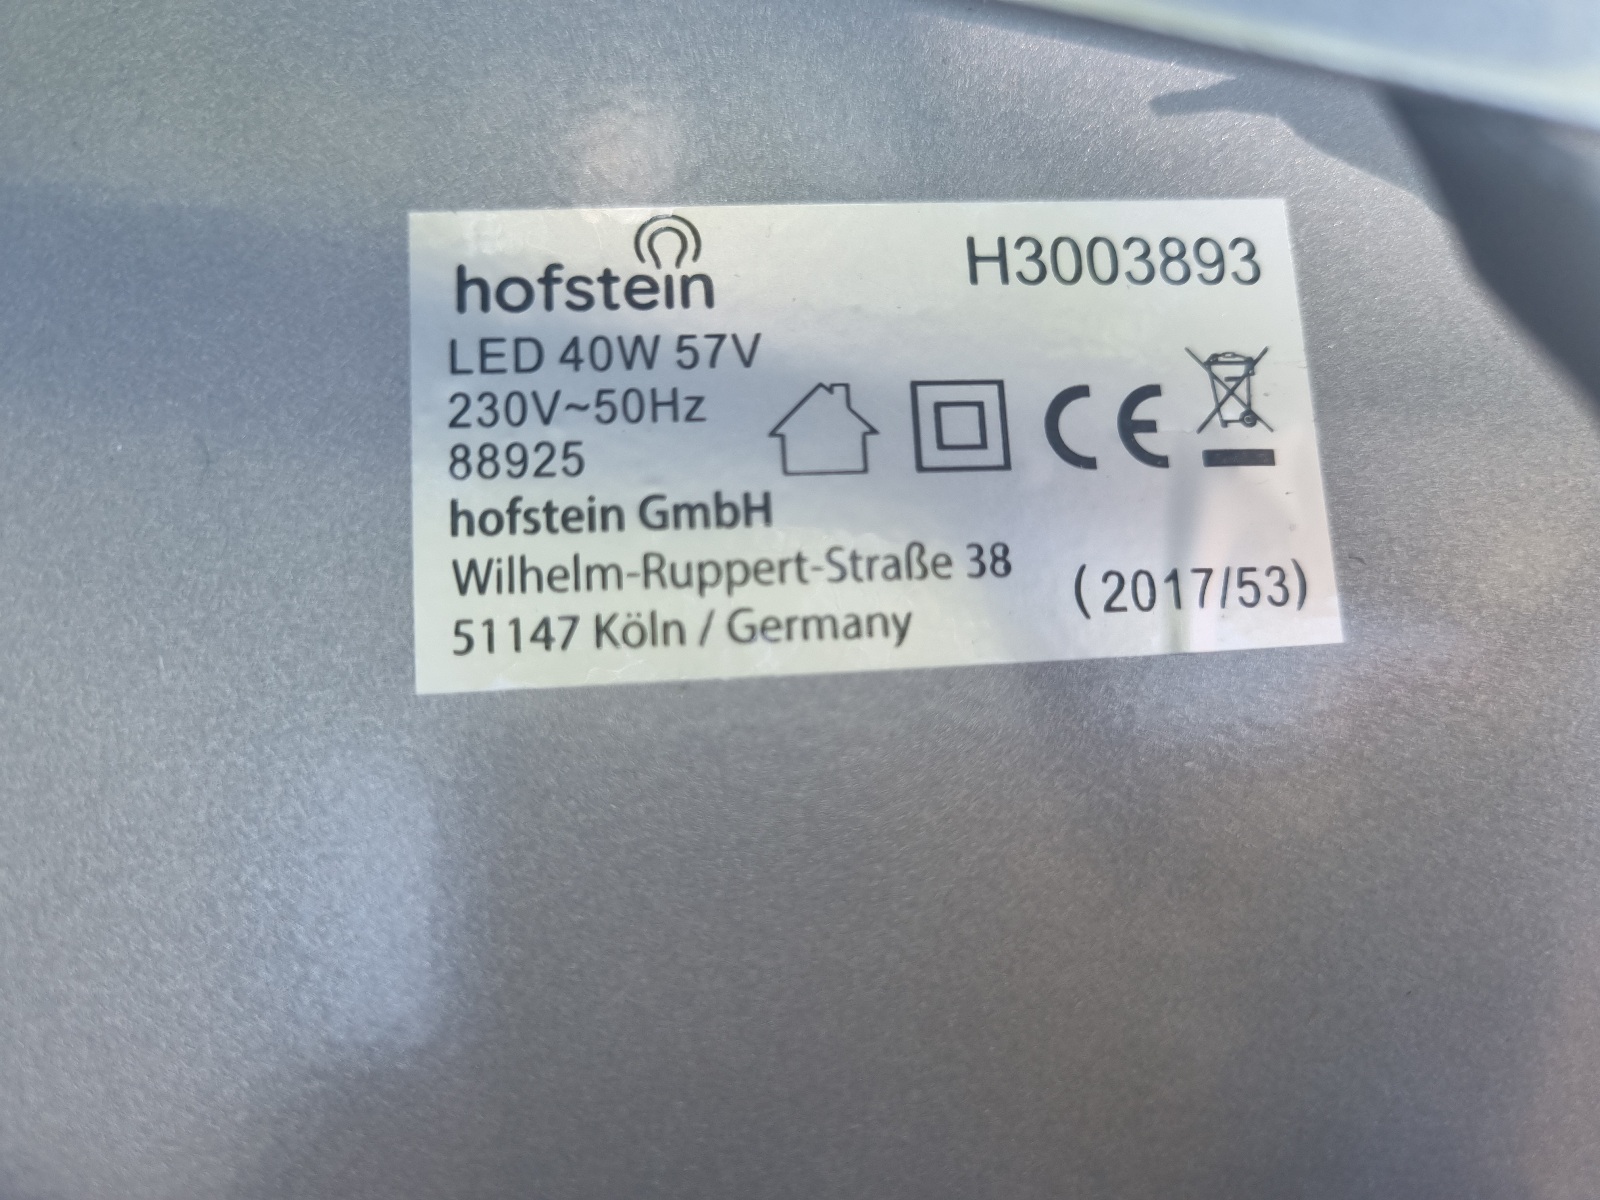 hofstein
H3003893
LED 40W 57V
230V~50Hz
88925
CE
hofstein GmbH
Wilhelm-Ruppert-Straße 38
51147 Köln / Germany
(2017/53)